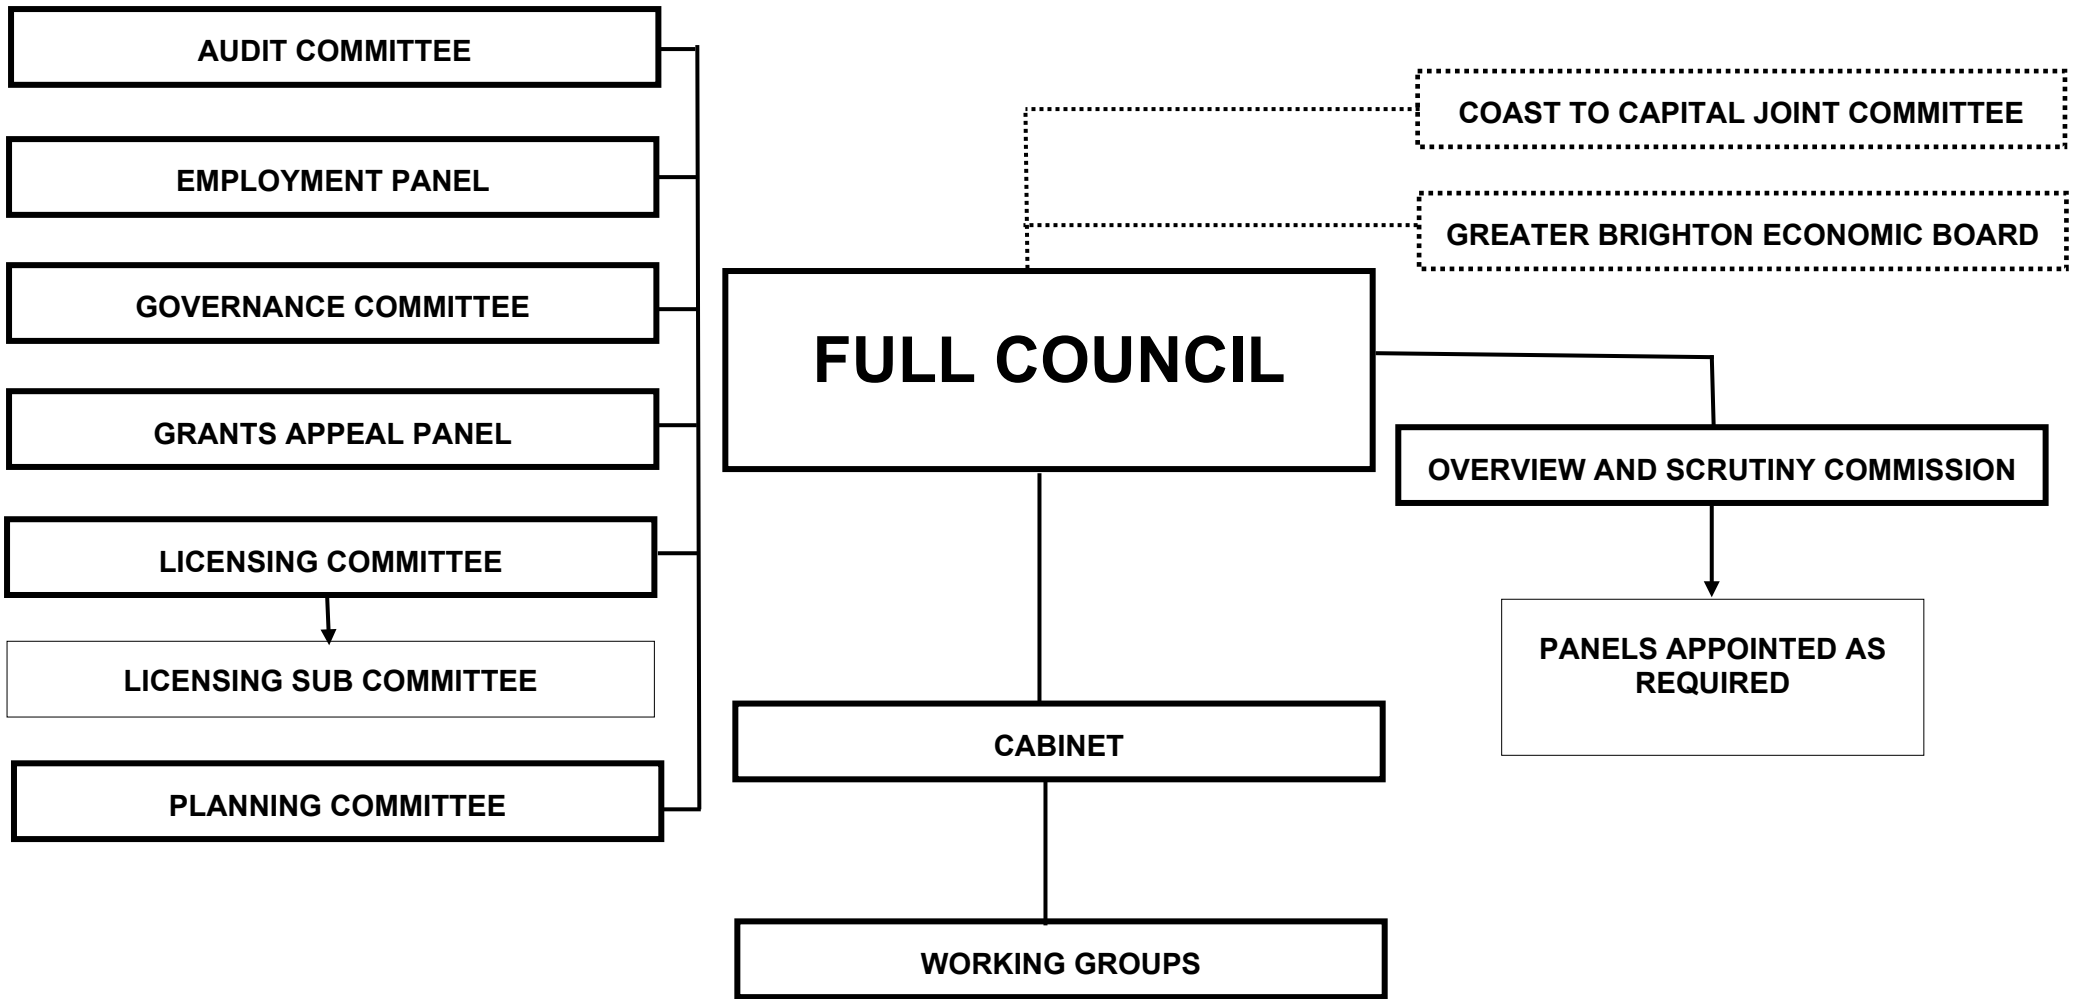 AUDIT COMMITTEE
EMPLOYMENT PANEL
GOVERNANCE COMMITTEE
GRANTS APPEAL PANEL
LICENSING COMMITTEE
LICENSING SUB COMMITTEE
PLANNING COMMITTEE
COAST TO CAPITAL JOINT COMMITTEE
GREATER BRIGHTON ECONOMIC BOARD
FULL COUNCIL
OVERVIEW AND SCRUTINY COMMISSION
PANELS APPOINTED AS
REQUIRED
CABINET
WORKING GROUPS